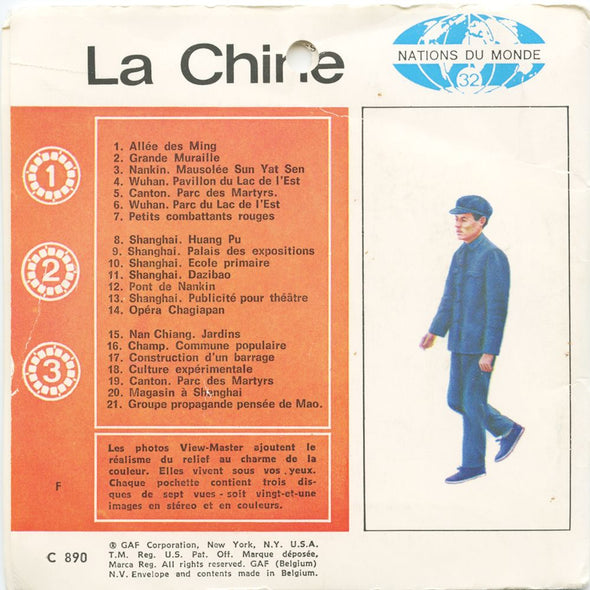 La Chine
NATIONS DU MONDE
32
1
1. Allée des Ming
2. Grande Muraille
3. Nankin. Mausolée Sun Yat Sen
4. Wuhan. Pavillon du Lac de l'Est
5. Canton. Parc des Martyrs.
6. Wuhan. Parc du Lac de l'Est
7. Petits combattants rouges
2
8. Shanghai. Huang Pu
9. Shanghai. Palais des expositions
10. Shanghai. Ecole primaire
11. Shanghai. Dazibao
12. Pont de Nankin
13. Shanghai. Publicité pour théâtre
14. Opéra Chagiapan
3
15. Nan Chiang. Jardins
16. Champ. Commune populaire
17. Construction d'un barrage
18. Culture expérimentale
19. Canton. Parc des Martyrs
20. Magasin à Shanghai
21. Groupe propagande pensée de Mao.
Les photos View-Master ajoutent le
réalisme du relief au charme de la
couleur. Elles vivent sous vos yeux.
Chaque pochette contient trois dis-
ques de sept vues - soit vingt-et-une
images en stéreo et en couleurs.
F
C 890
® GAF Corporation, New York, N.Y. U.S.A.
T.M. Reg. U.S. Pat. Off. Marque déposée,
Marca Reg. All rights reserved. GAF (Belgium)
N.V. Envelope and contents made in Belgium.